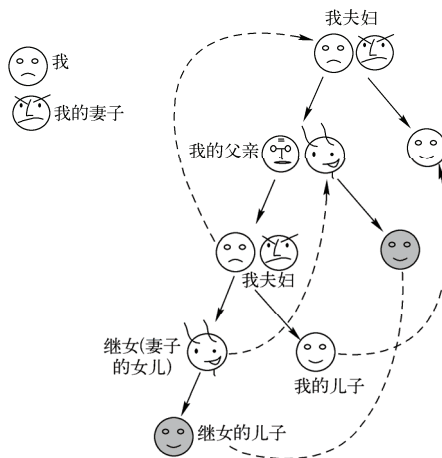 我夫妇
我
我的妻子
我的父亲
我夫妇
继女(妻子
的女儿)
我的儿子
继女的儿子